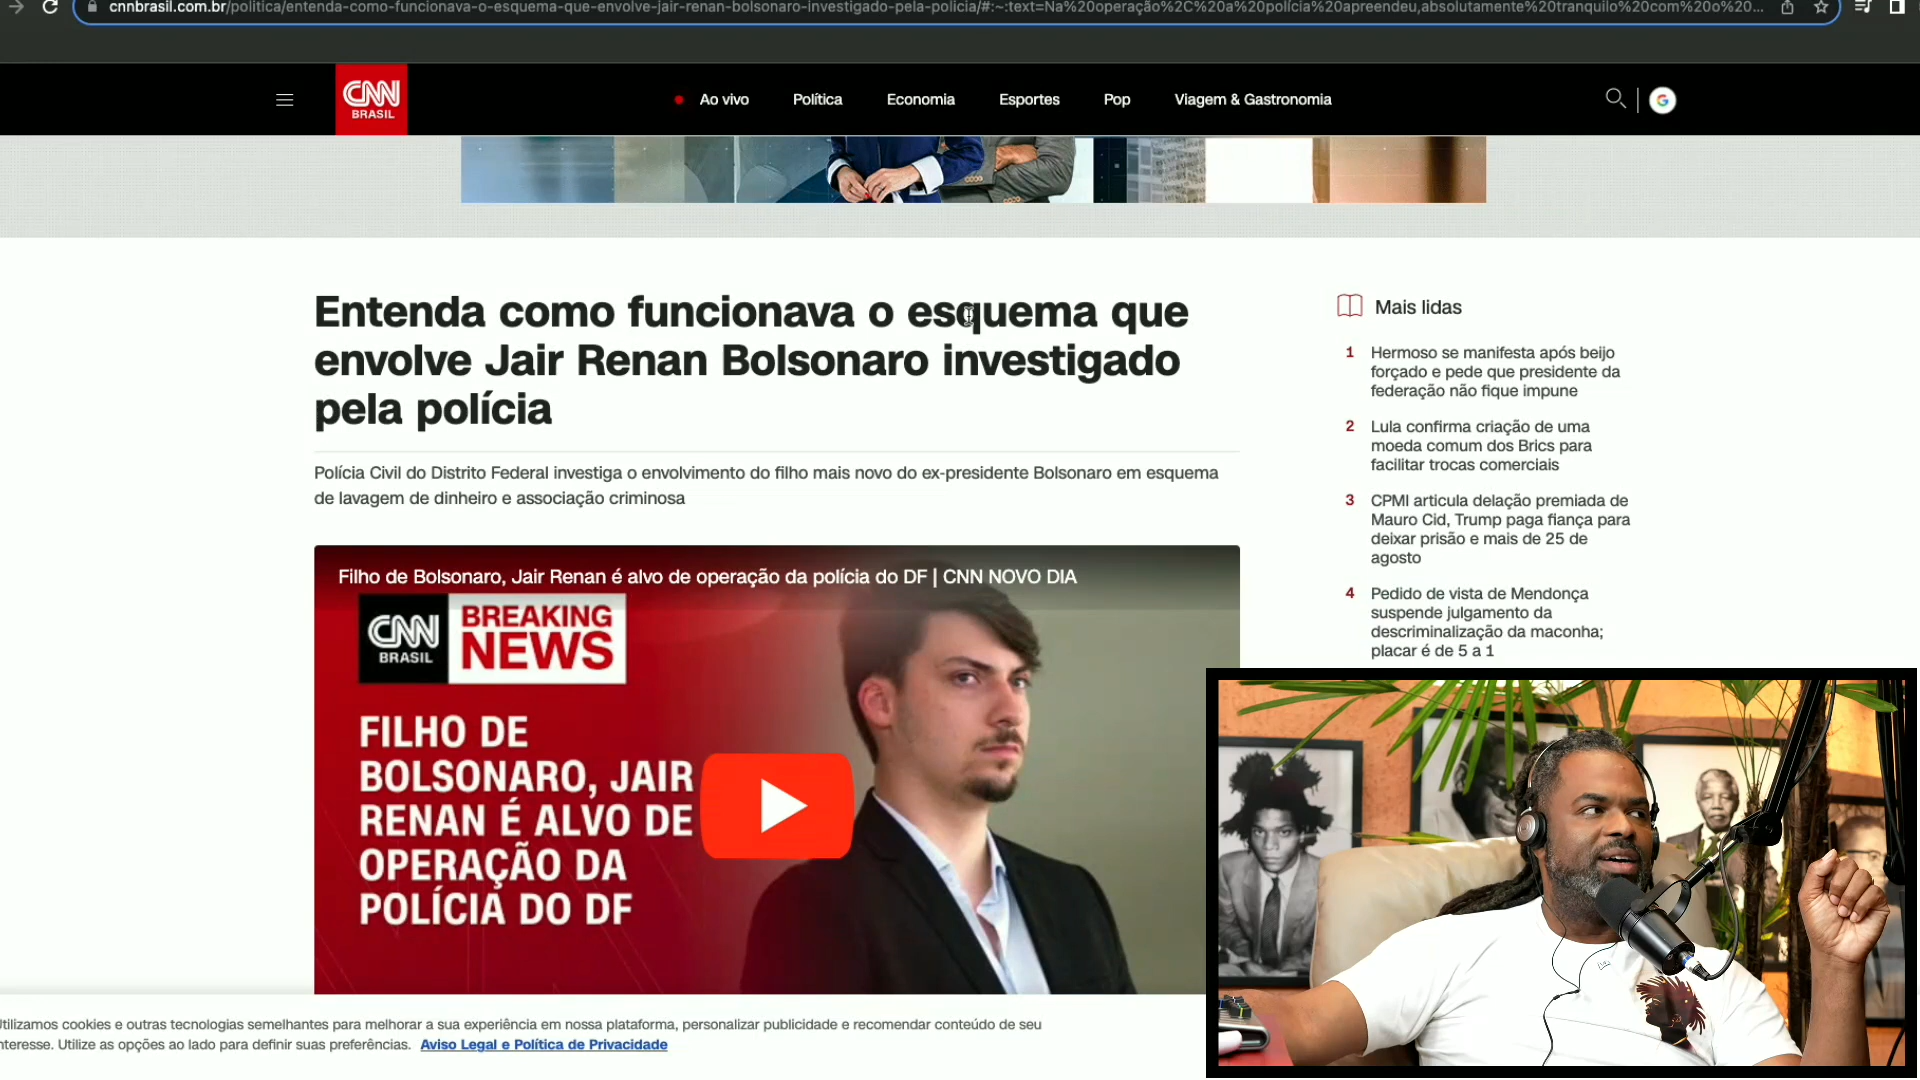 cnnbrasil.com.br/politica/entenda-como-funcionava-o-esquema-que-envolve-jair-renan-bolsonaro-investigado-pela-policia/#:~:text=Na%20operação%2C%20a%20polícia%20apreendeu,absolutamente%20tranquilo%20com%20o%20...
CNN
BRASIL
Ao vivo
Política
Economia
Esportes
Pop
Viagem & Gastronomia
Entenda como funcionava o esquema que
envolve Jair Renan Bolsonaro investigado
pela polícia
Polícia Civil do Distrito Federal investiga o envolvimento do filho mais novo do ex-presidente Bolsonaro em esquema
de lavagem de dinheiro e associação criminosa
Filho de Bolsonaro, Jair Renan é alvo de operação da polícia do DF | CNN NOVO DIA
CNN
BRASIL
BREAKING
NEWS
FILHO DE
BOLSONARO, JAIR
RENAN É ALVO DE
OPERAÇÃO DA
POLÍCIA DO DF
Mais lidas
1 Hermoso se manifesta após beijo
forçado e pede que presidente da
federação não fique impune
2 Lula confirma criação de uma
moeda comum dos Brics para
facilitar trocas comerciais
3 CPMI articula delação premiada de
Mauro Cid, Trump paga fiança para
deixar prisão e mais de 25 de
agosto
4 Pedido de vista de Mendonça
suspende julgamento da
descriminalização da maconha;
placar é de 5 a 1
Utilizamos cookies e outras tecnologias semelhantes para melhorar a sua experiência em nossa plataforma, personalizar publicidade e recomendar conteúdo de seu
nteresse. Utilize as opções ao lado para definir suas preferências. Aviso Legal e Política de Privacidade